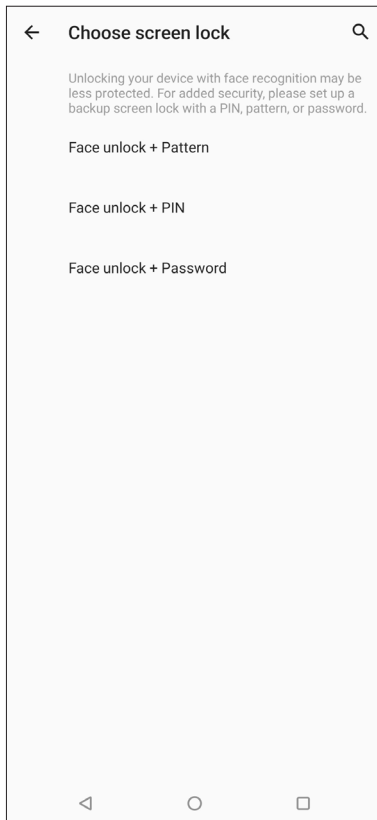 Choose screen lock
Unlocking your device with face recognition may be
less protected. For added security, please set up a
backup screen lock with a PIN, pattern, or password.
Face unlock + Pattern
Face unlock + PIN
Face unlock + Password